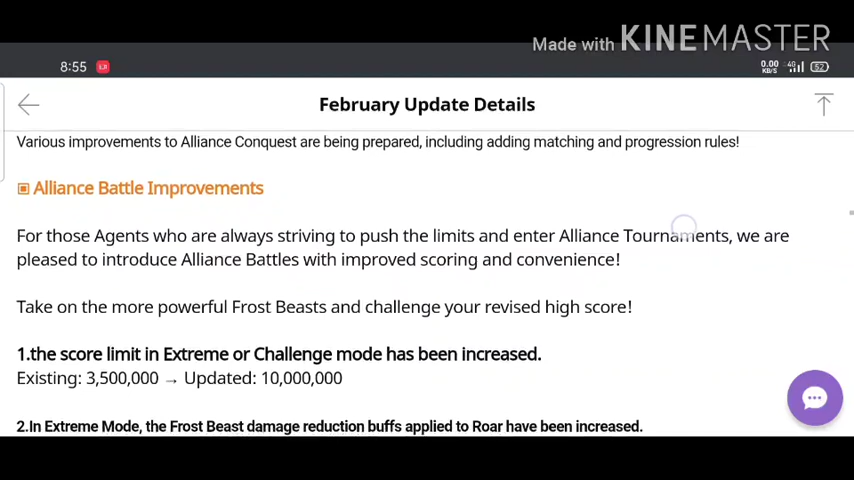 Made with KINEMASTER
8:55
0.00 KB/S 4G 52
February Update Details
Various improvements to Alliance Conquest are being prepared, including adding matching and progression rules!
Alliance Battle Improvements
For those Agents who are always striving to push the limits and enter Alliance Tournaments, we are
pleased to introduce Alliance Battles with improved scoring and convenience!
Take on the more powerful Frost Beasts and challenge your revised high score!
1.the score limit in Extreme or Challenge mode has been increased.
Existing: 3,500,000 → Updated: 10,000,000
2.In Extreme Mode, the Frost Beast damage reduction buffs applied to Roar have been increased.